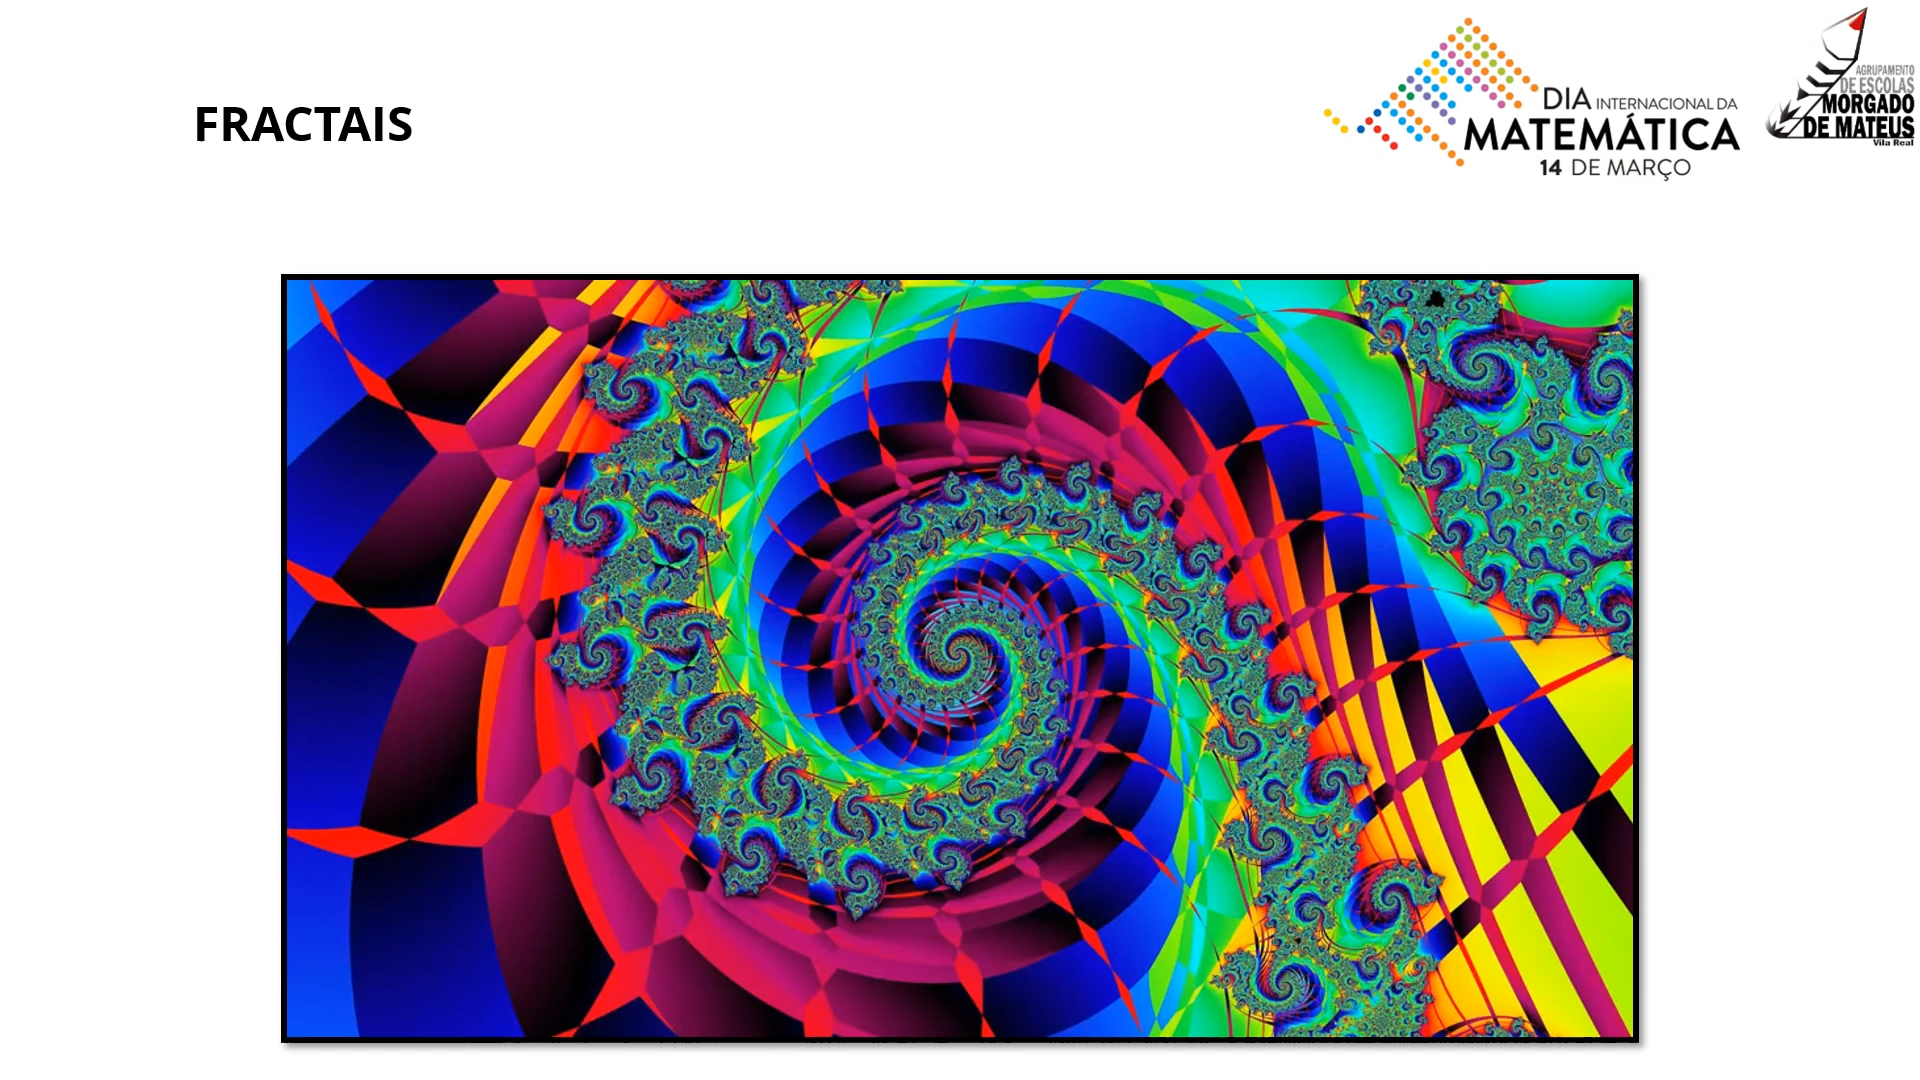 FRACTAIS
DIA INTERNACIONAL DA
MATEMÁTICA
14 DE MARÇO
AGRUPAMENTO
DE ESCOLAS
MORGADO
DE MATEUS
Vila Real